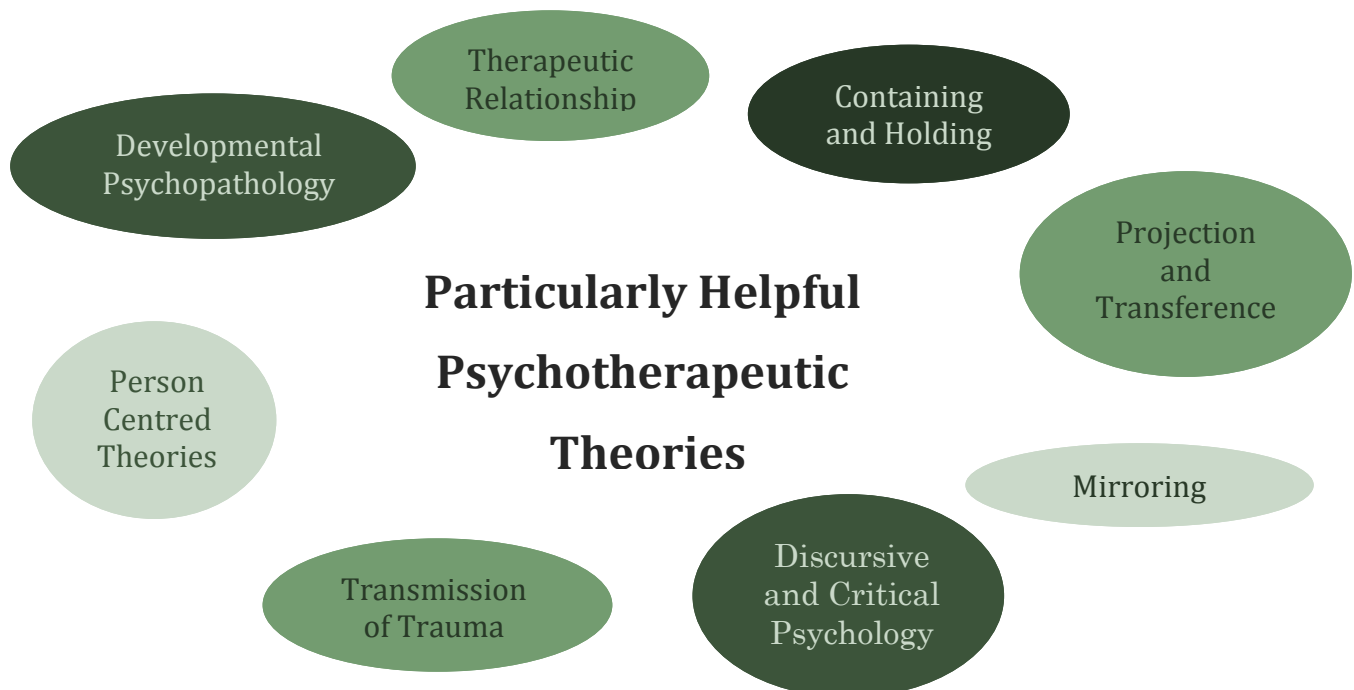 Therapeutic
Relationship
Containing
and Holding
Developmental
Psychopathology
Projection
and
Transference
Particularly Helpful
Psychotherapeutic
Theories
Person
Centred
Theories
Mirroring
Discursive
and Critical
Psychology
Transmission
of Trauma